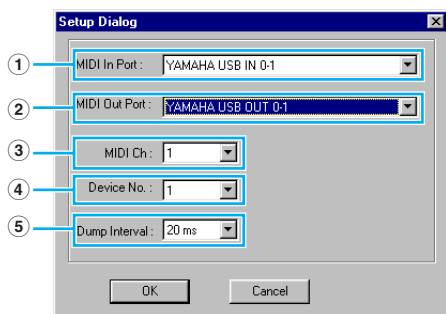 Setup Dialog
① MIDI In Port : YAMAHA USB IN 0-1
② MIDI Out Port : YAMAHA USB OUT 0-1
③ MIDI Ch : 1
④ Device No. : 1
⑤ Dump Interval : 20 ms
OK Cancel